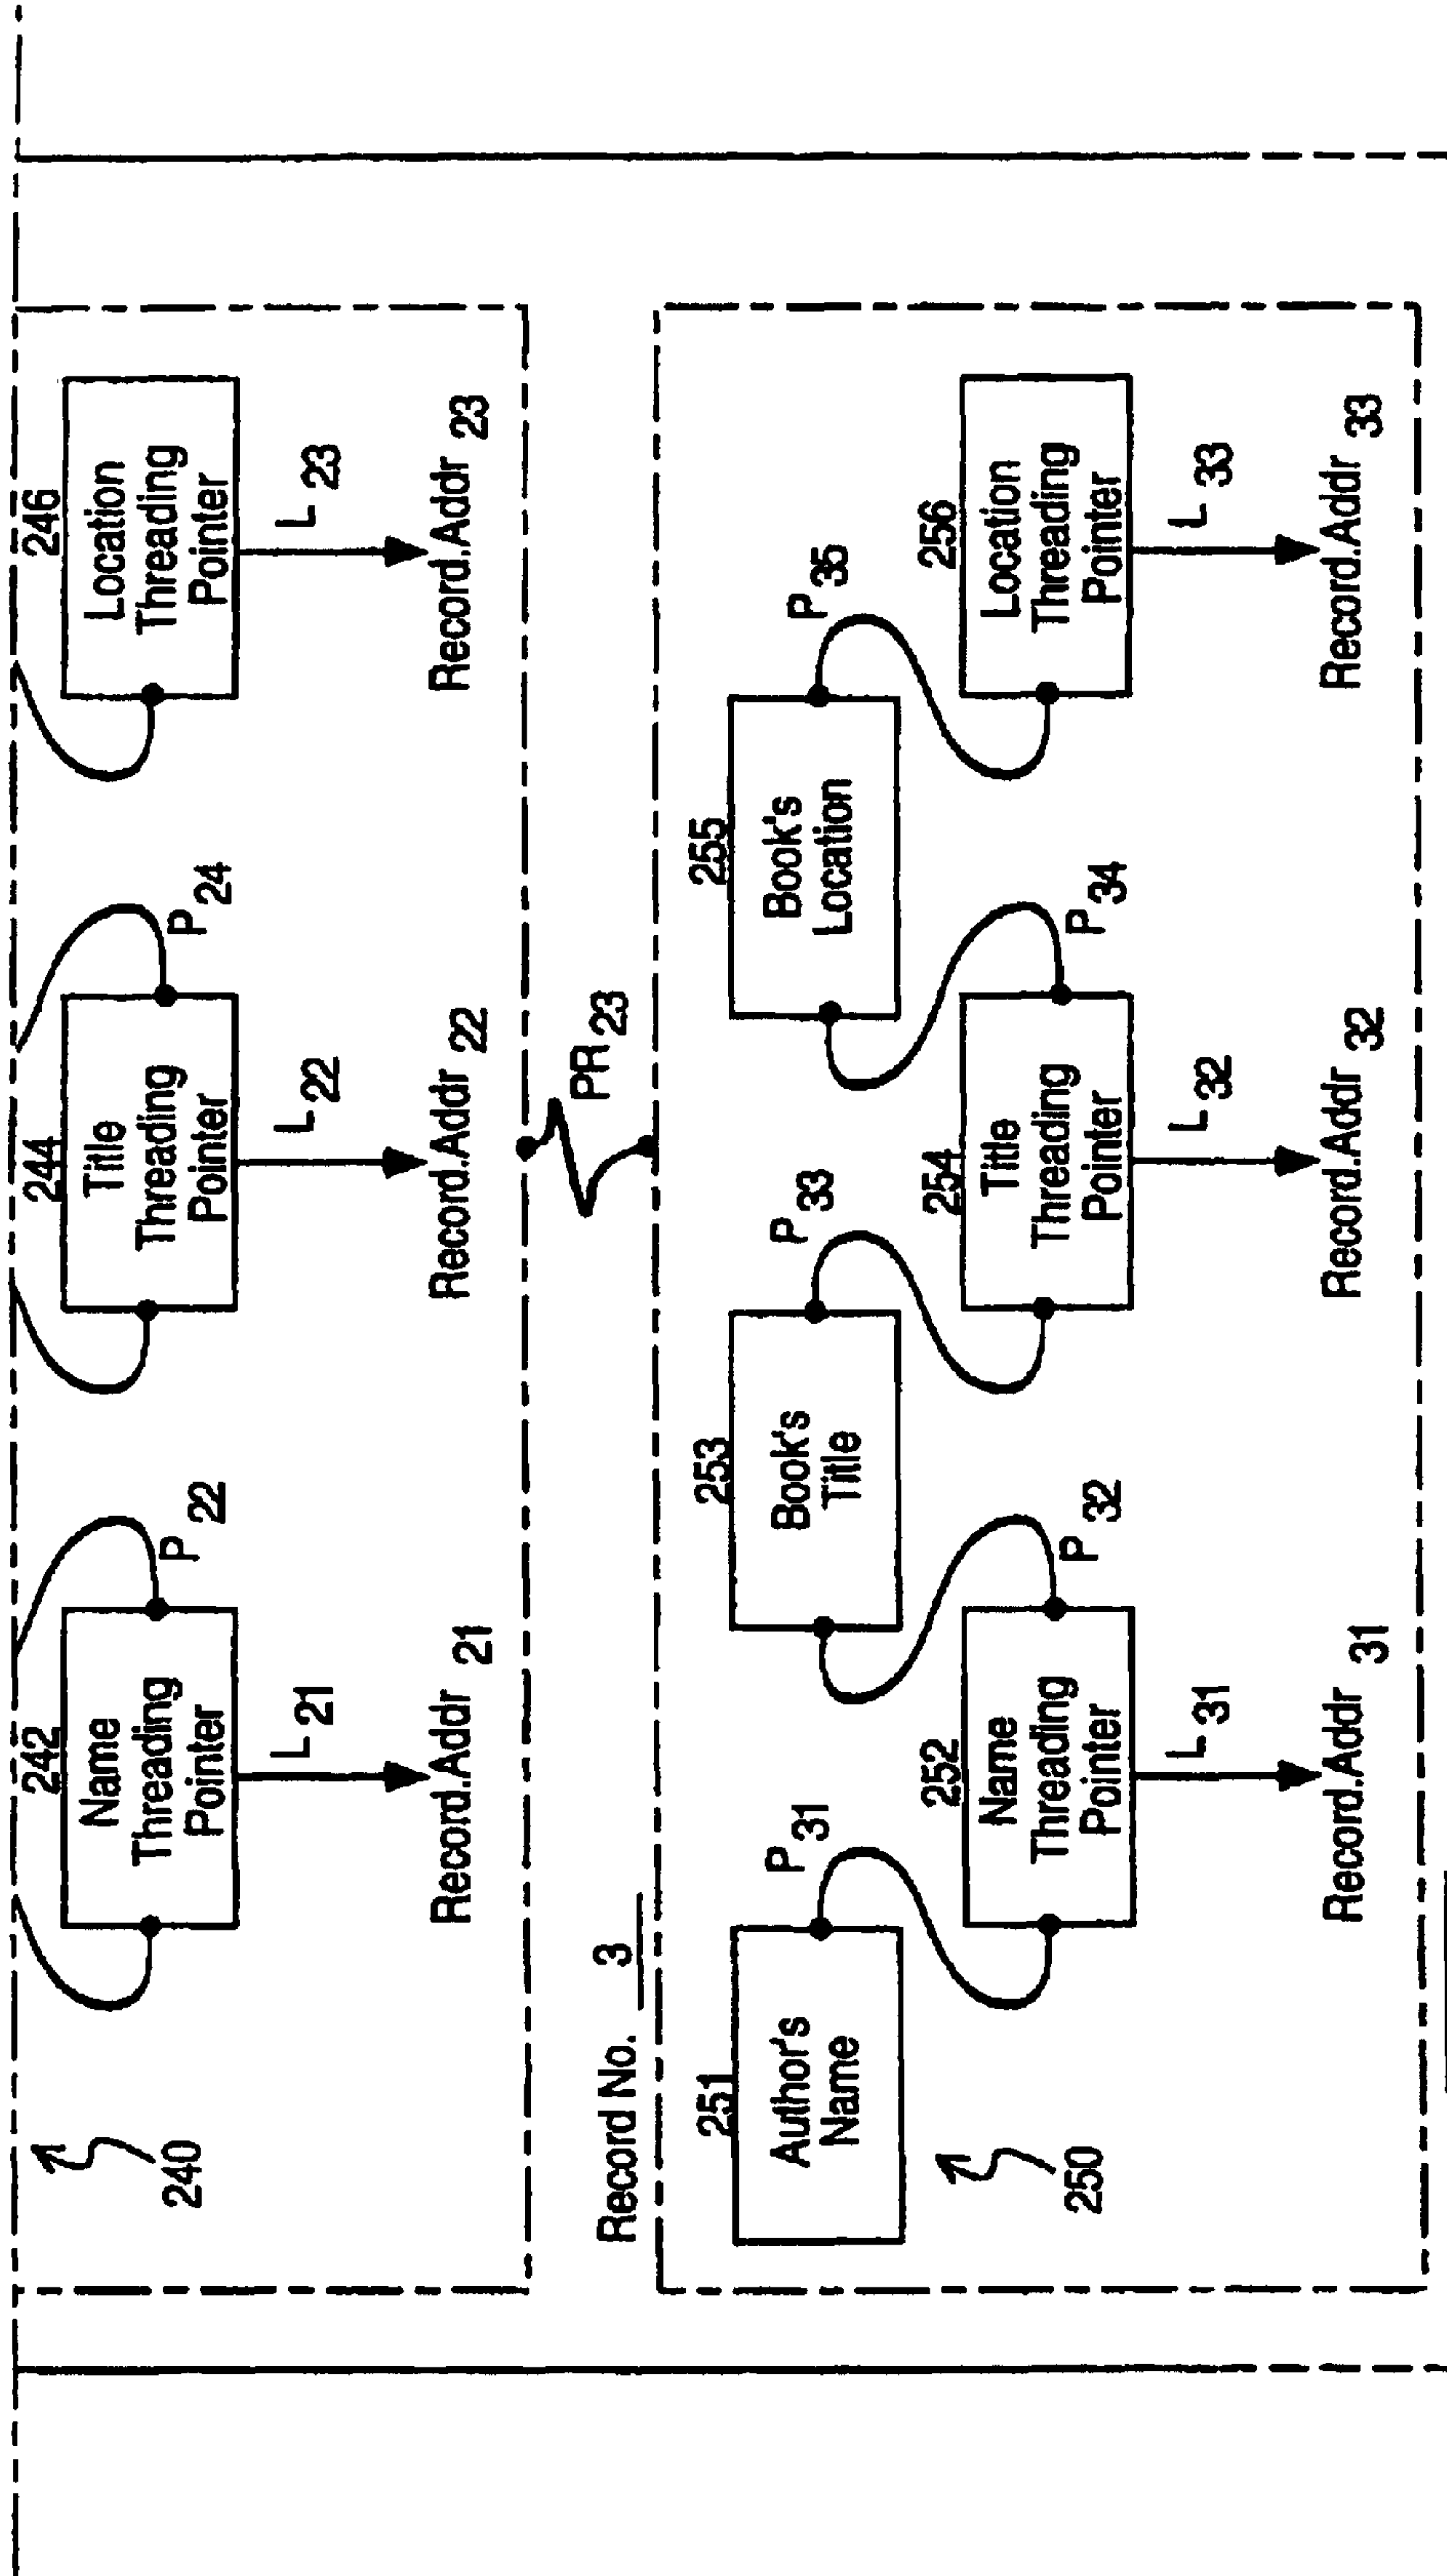 242
244
246
Name
Threading
Pointer
Title
Threading
Pointer
Location
Threading
Pointer
P 22
P 24
240
L 21
L 22
L 23
Record.Addr 21
Record.Addr 22
Record.Addr 23
PR 23
Record No. 3
251
253
255
Author's
Name
Book's
Title
Book's
Location
P 31
P 33
P 35
252
254
256
Name
Threading
Pointer
Title
Threading
Pointer
Location
Threading
Pointer
P 32
P 34
250
L 31
L 32
L 33
Record.Addr 31
Record.Addr 32
Record.Addr 33